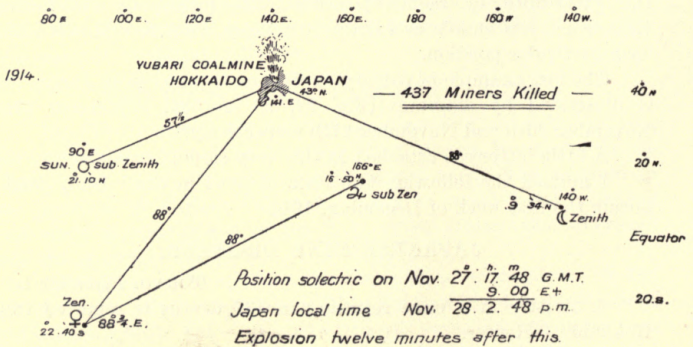 80 E 100 E. 120 E. 140. E 160 E. 180 160 W 140 W.
1914.
YUBARI COALMINE
HOKKAIDO JAPAN
43° N.
141. E
— 437 Miners Killed —
40 N
57½
90 E
SUN. sub Zenith
21. 10 N
88°
20 N.
166° E
16. 50 N
♃ sub Zen
140 W.
9 34 N
☾ Zenith
88°
88°
Equator
Position solectric on Nov. 27. 17. 48 G.M.T.
d h. m
9. 00 E+
Japan local time Nov. 28. 2. 48 p.m.
20 S.
Explosion twelve minutes after this.
Zen.
♀ 88 ¾. E.
22. 40 S